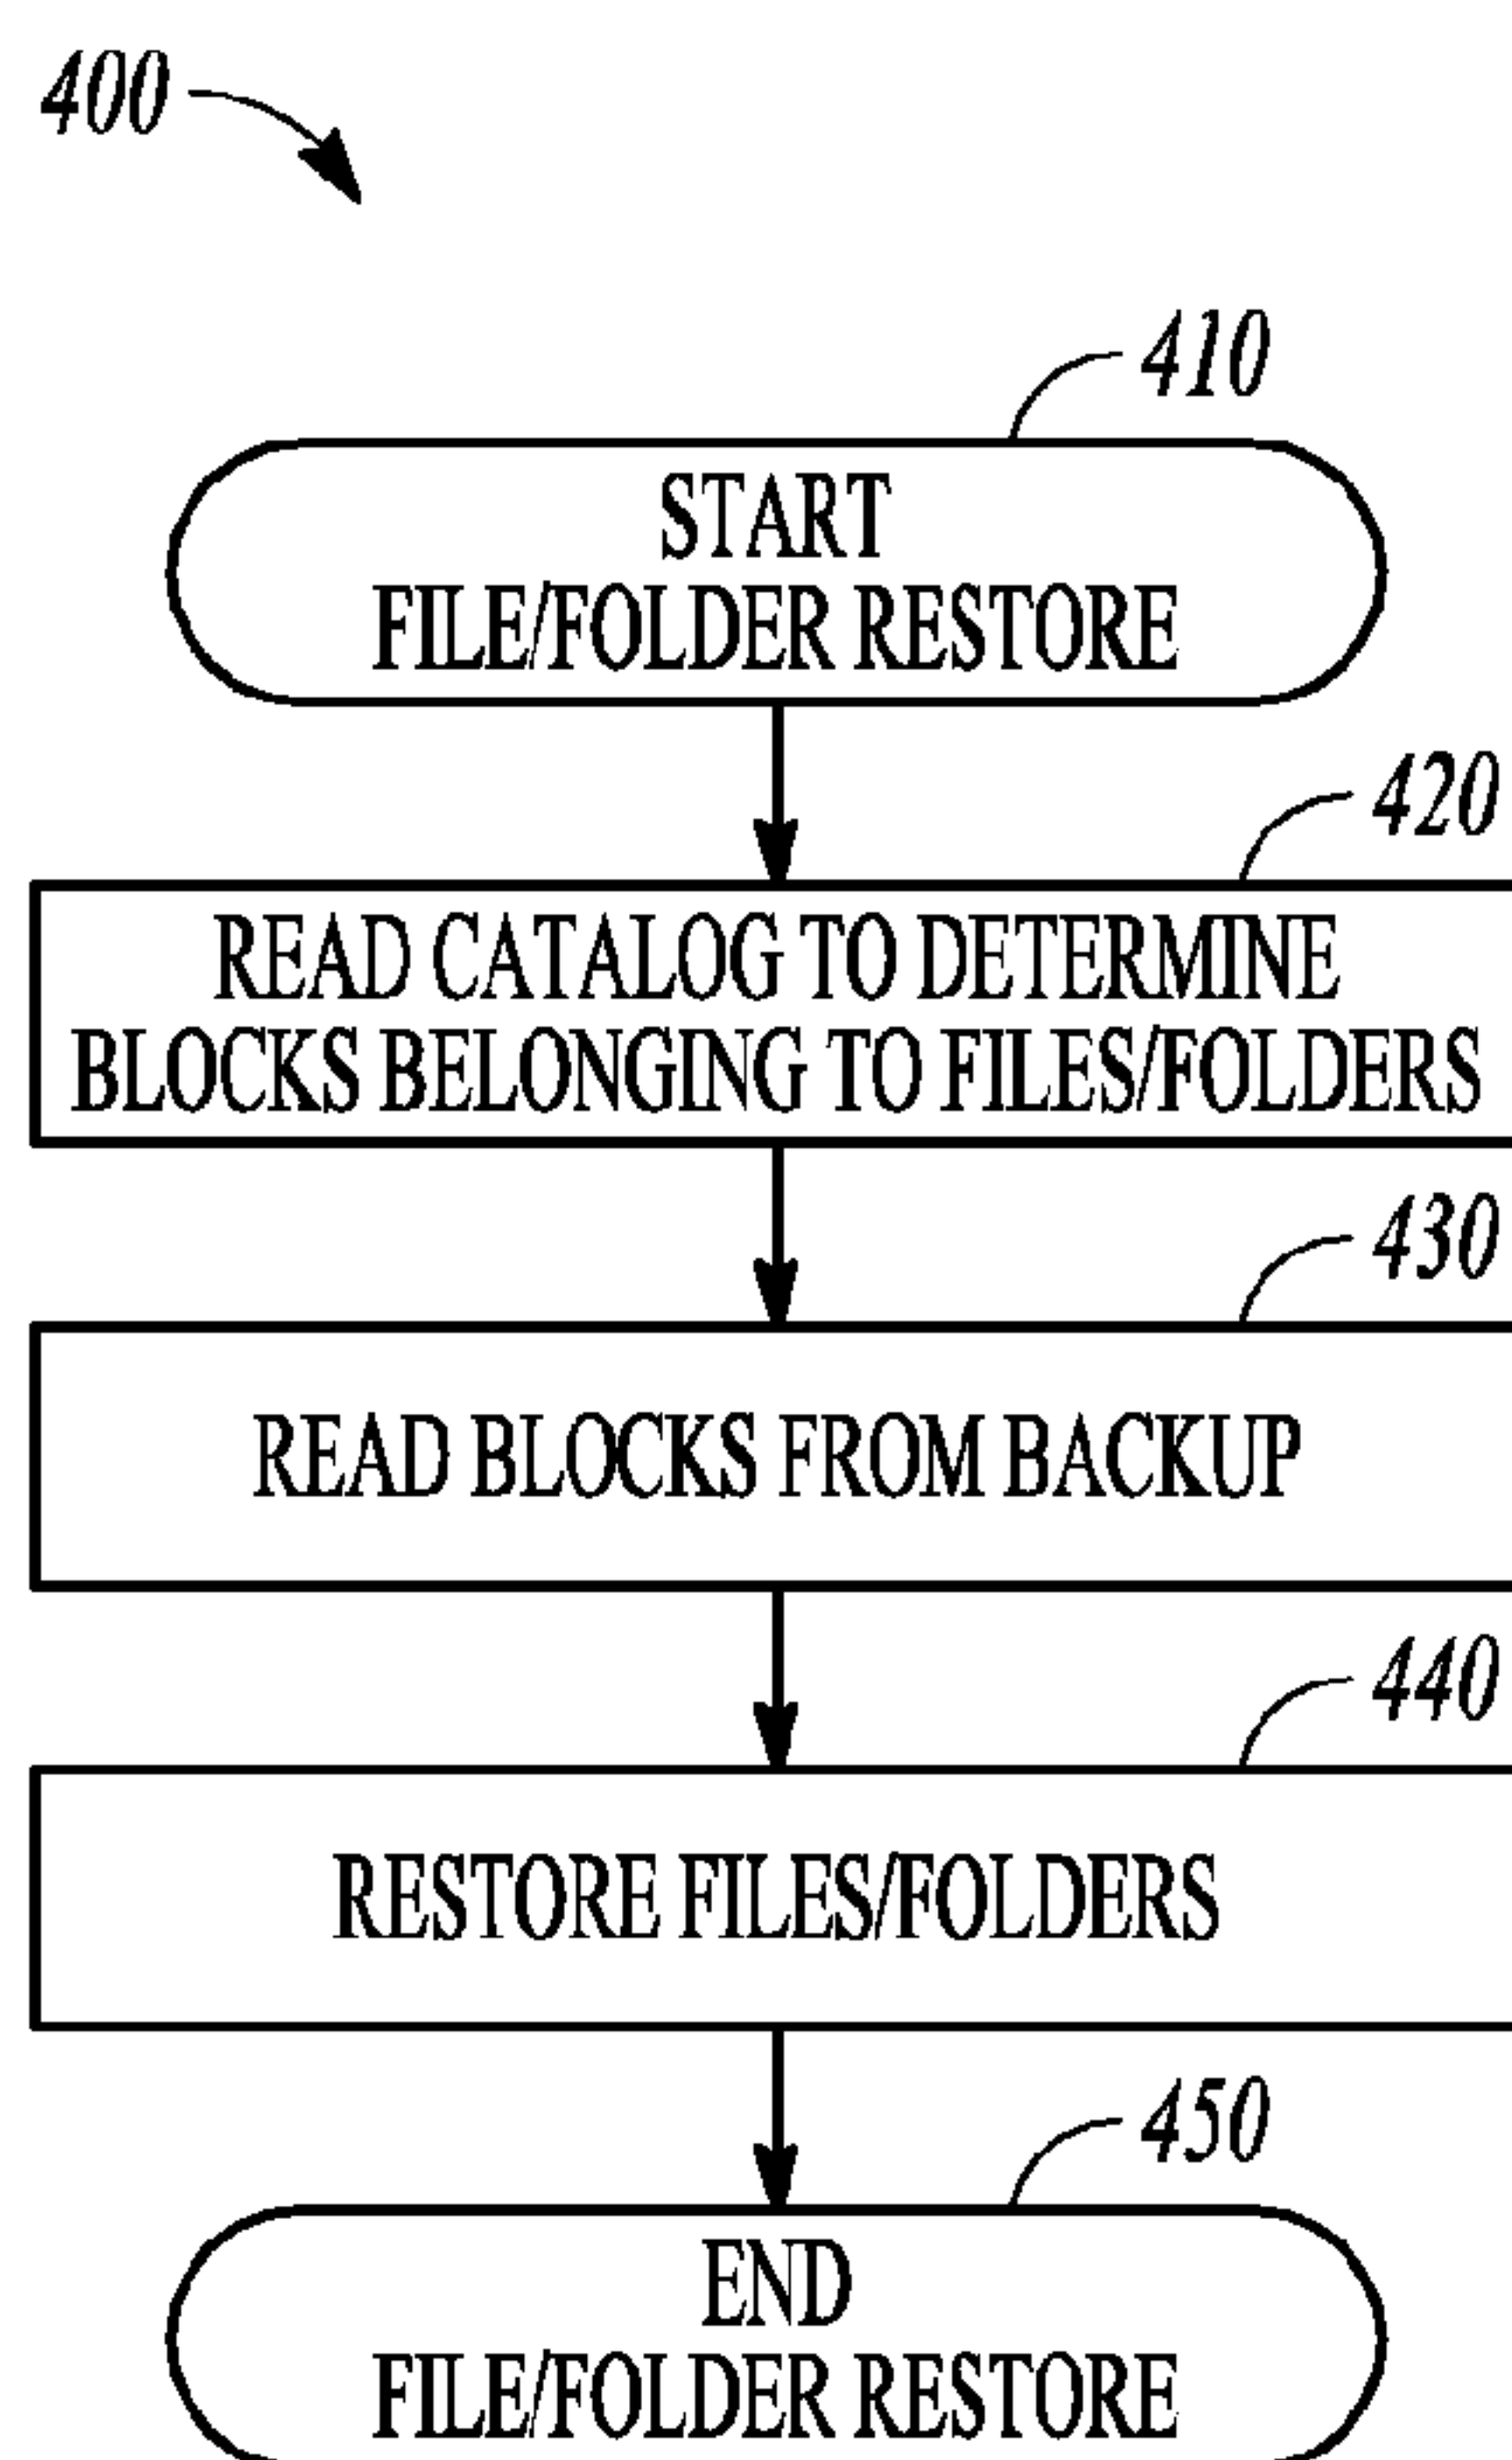 400
410
START
FILE/FOLDER RESTORE
420
READ CATALOG TO DETERMINE
BLOCKS BELONGING TO FILES/FOLDERS
430
READ BLOCKS FROM BACKUP
440
RESTORE FILES/FOLDERS
450
END
FILE/FOLDER RESTORE